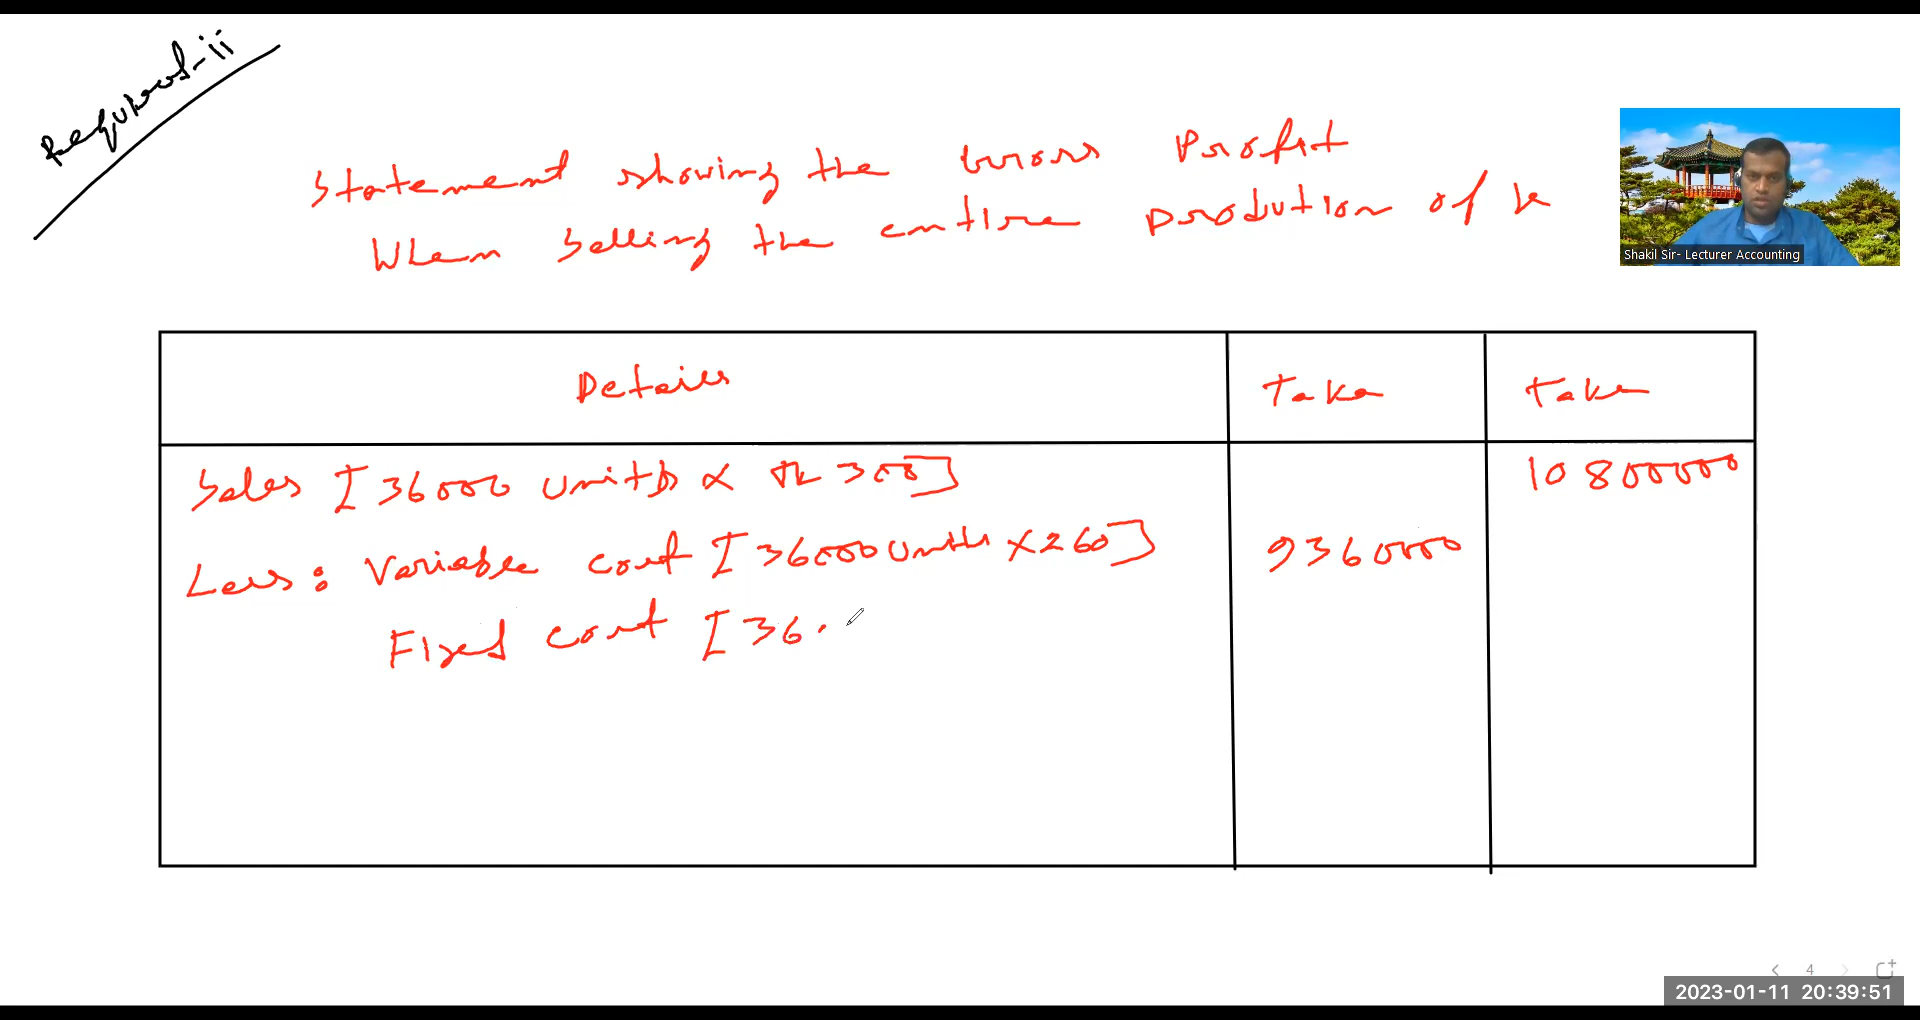 Required-ii
Statement showing the Gross Profit
When Selling the entire prodution of K
Details Taka Taka
Sales [36000 units × Tk 300] 10800000
Less: Variable cost [36000 units × 260] 9360000
Fixed cost [36.
Shakil Sir- Lecturer Accounting
4
2023-01-11 20:39:51